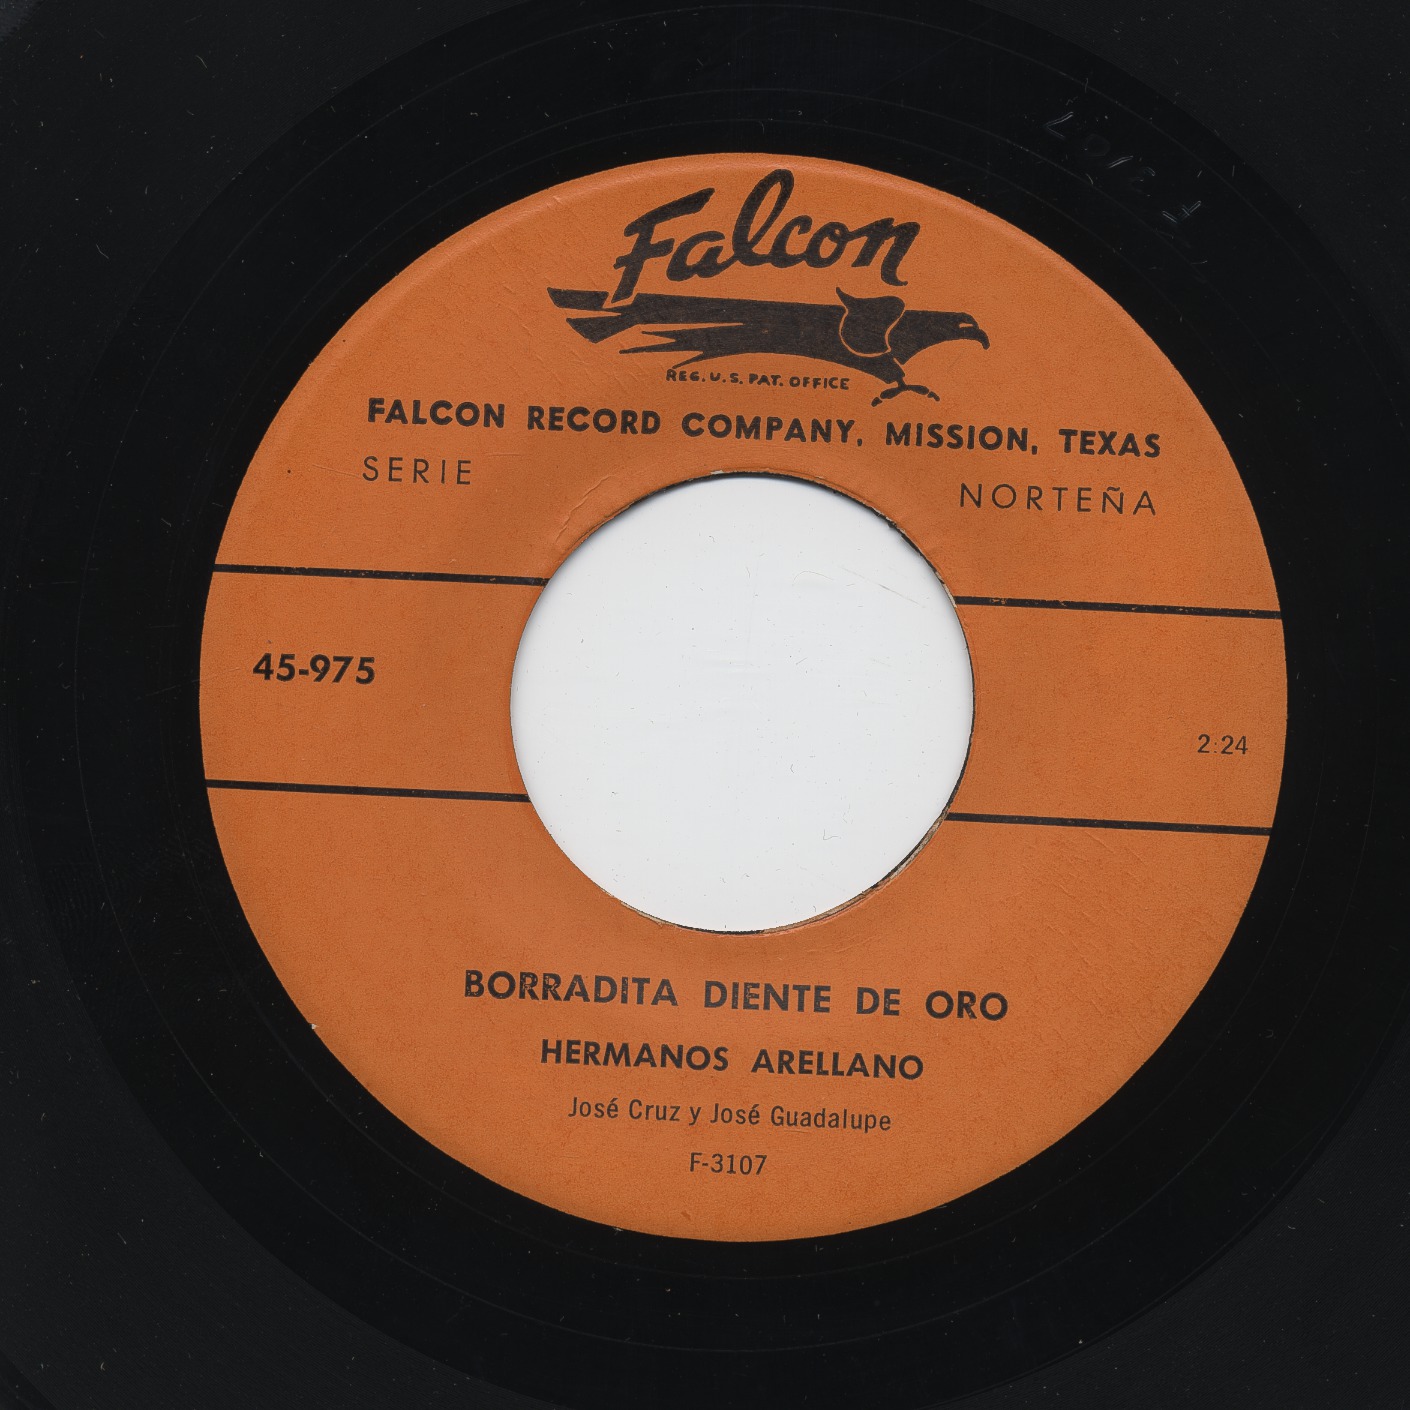 Falcon
REG. U.S. PAT. OFFICE
FALCON RECORD COMPANY, MISSION, TEXAS
SERIE NORTEÑA
45-975
2:24
BORRADITA DIENTE DE ORO
HERMANOS ARELLANO
José Cruz y José Guadalupe
F-3107